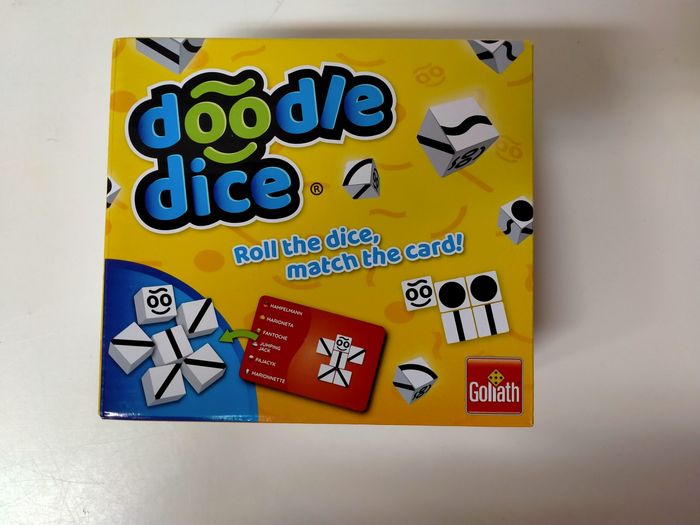 doodle
dice®
Roll the dice,
match the card!
HAMPELMANN
MARIONETA
FANTOCHE
JUMPING
JACK
PAJACYK
MARIONNETTE
Goliath